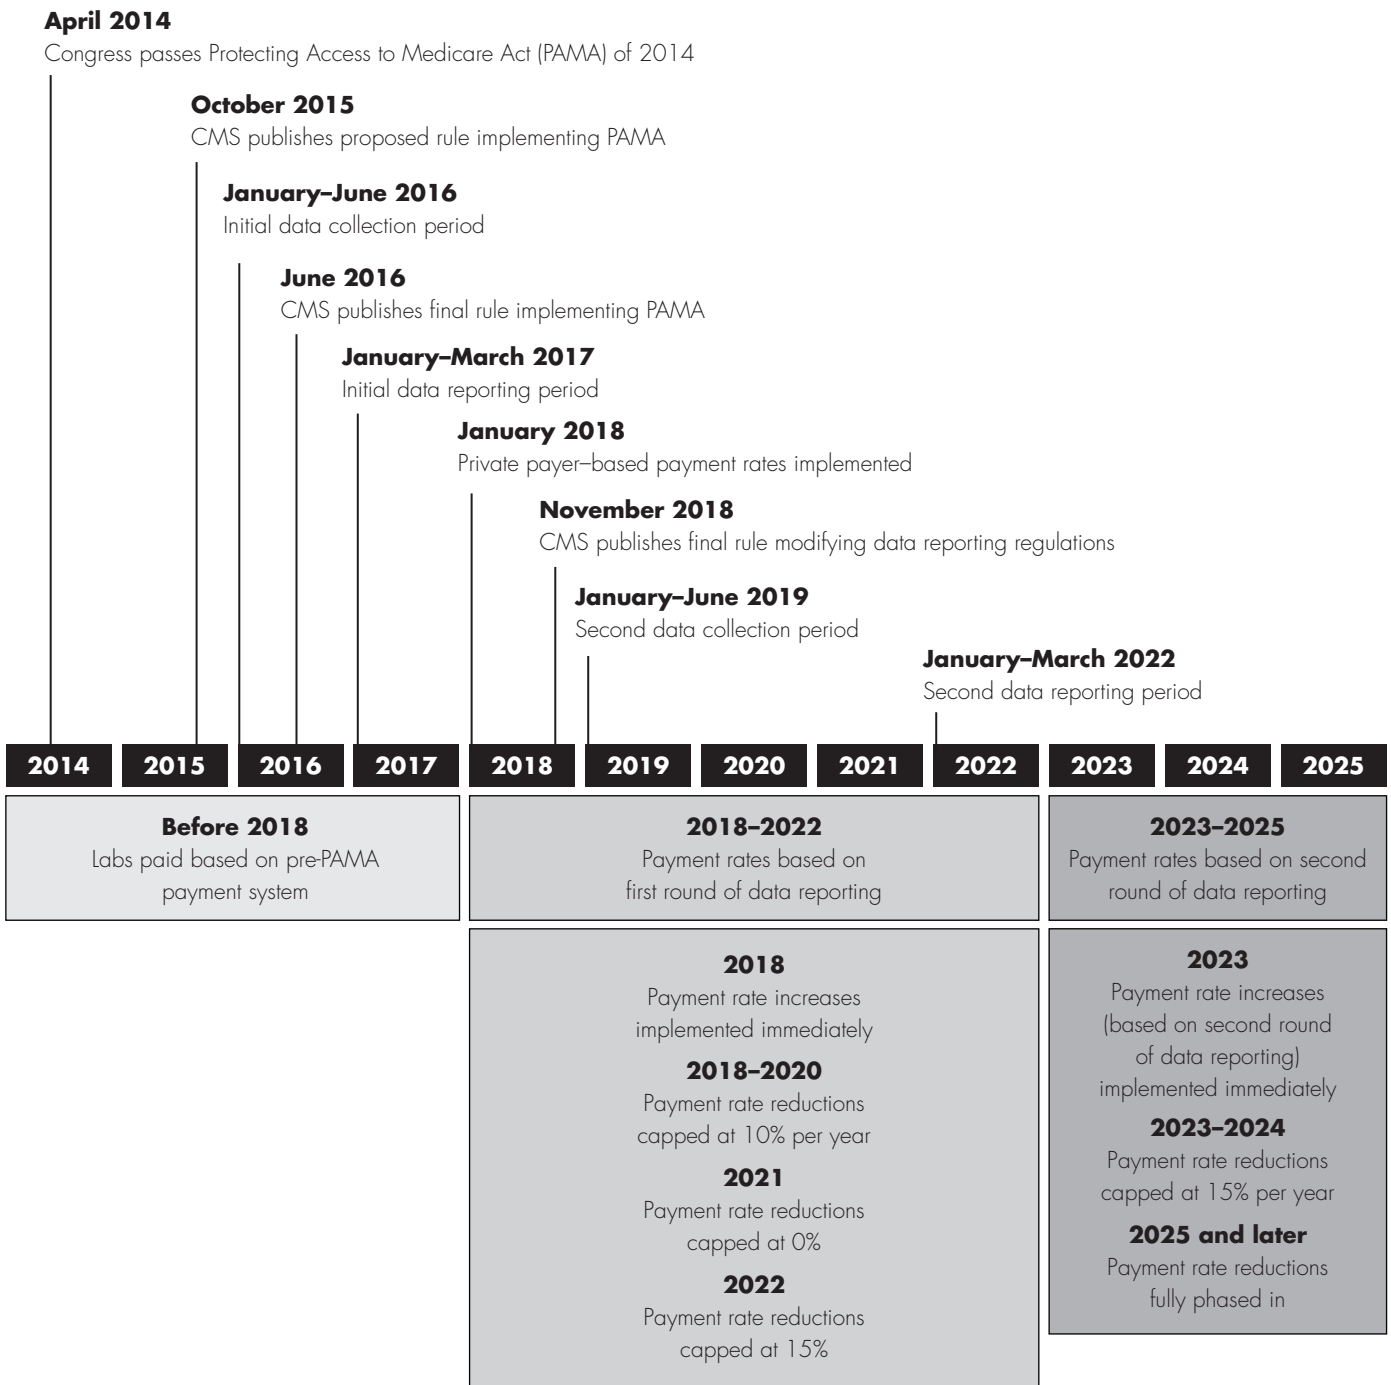 April 2014
Congress passes Protecting Access to Medicare Act (PAMA) of 2014
October 2015
CMS publishes proposed rule implementing PAMA
January–June 2016
Initial data collection period
June 2016
CMS publishes final rule implementing PAMA
January–March 2017
Initial data reporting period
January 2018
Private payer–based payment rates implemented
November 2018
CMS publishes final rule modifying data reporting regulations
January–June 2019
Second data collection period
January–March 2022
Second data reporting period
2014 2015 2016 2017 2018 2019 2020 2021 2022 2023 2024 2025
Before 2018
Labs paid based on pre-PAMA
payment system
2018–2022
Payment rates based on
first round of data reporting
2023–2025
Payment rates based on second
round of data reporting
2018
Payment rate increases
implemented immediately
2018–2020
Payment rate reductions
capped at 10% per year
2021
Payment rate reductions
capped at 0%
2022
Payment rate reductions
capped at 15%
2023
Payment rate increases
(based on second round
of data reporting)
implemented immediately
2023–2024
Payment rate reductions
capped at 15% per year
2025 and later
Payment rate reductions
fully phased in